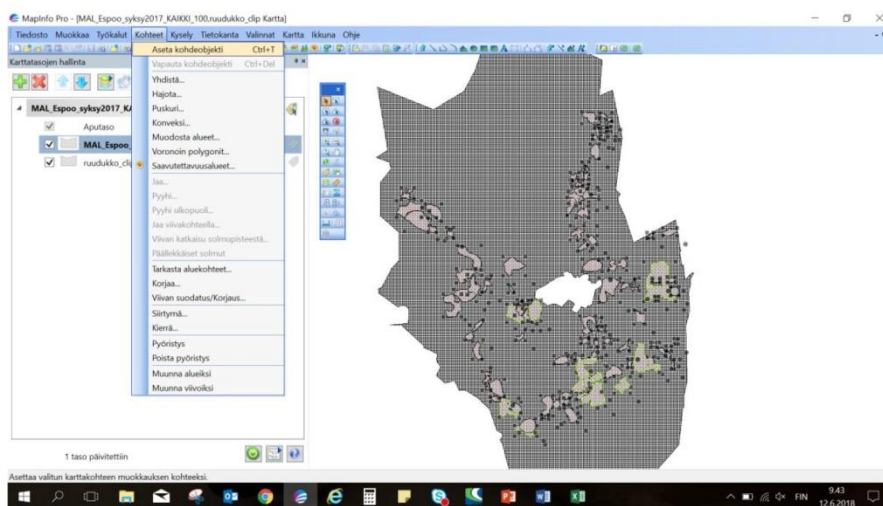 MapInfo Pro - [MAL_Espoo_syksy2017_KAIKKI_100,ruudukko_clip Kartta]
Tiedosto Muokkaa Työkalut Kohteet Kysely Tietokanta Valinnat Kartta Ikkuna Ohje
Karttatasojen hallinta
MAL_Espoo_syksy2017_KA
Aputaso
MAL_Espoo_
ruudukko_cli
Aseta kohdeobjekti Ctrl+T
Vapauta kohdeobjekti Ctrl+Del
Yhdistä...
Hajota...
Puskuri...
Konveksi...
Muodosta alueet...
Voronoin polygonit...
Saavutettavuusalueet...
Jaa...
Pyyhi...
Pyyhi ulkopuoli...
Jaa viivakohteella...
Viivan katkaisu solmupisteestä...
Päällekkäiset solmut
Tarkasta aluekohteet...
Korjaa...
Viivan suodatus/Korjaus...
Siirtymä...
Kierrä...
Pyöristys
Poista pyöristys
Muunna alueiksi
Muunna viivoiksi
1 taso päivitettiin
Asettaa valitun karttakohteen muokkauksen kohteeksi.
FIN
9.43
12.6.2018